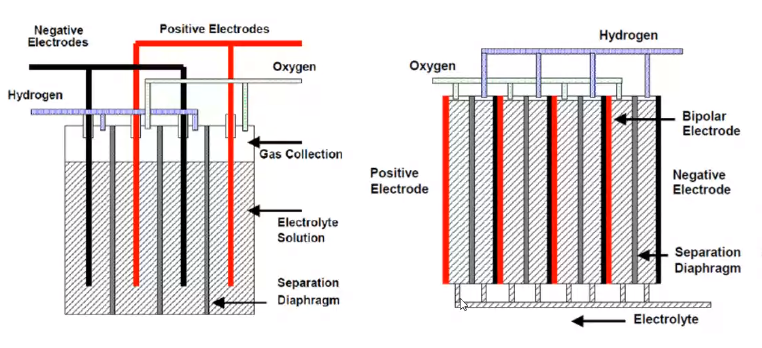 Negative
Electrodes
Positive Electrodes
Oxygen
Hydrogen
Gas Collection
Electrolyte
Solution
Separation
Diaphragm
Hydrogen
Oxygen
Bipolar
Electrode
Positive
Electrode
Negative
Electrode
Separation
Diaphragm
Electrolyte